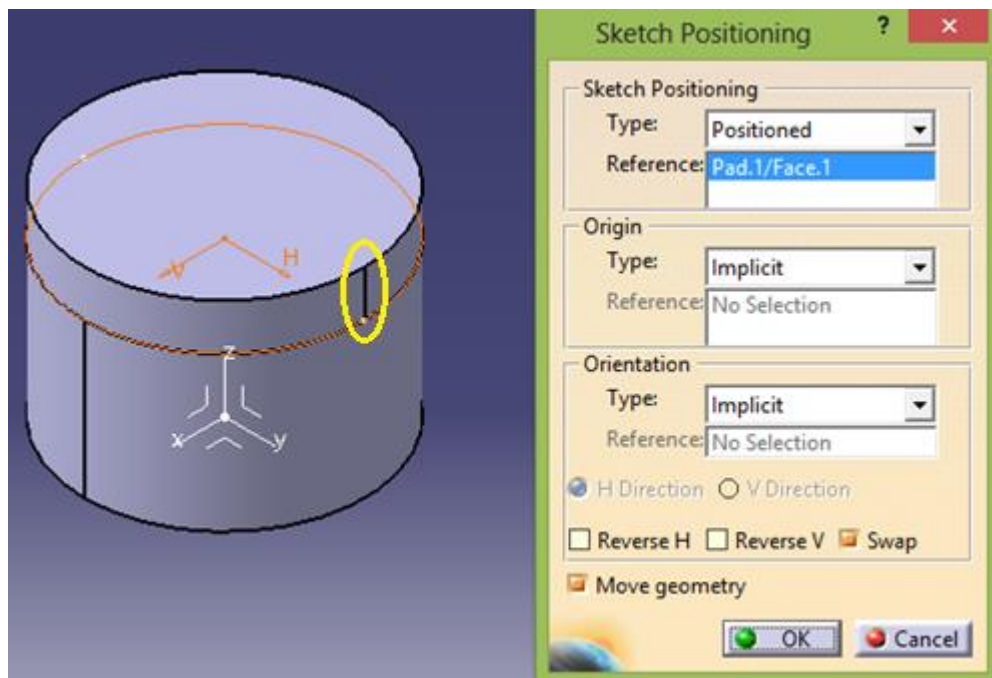 Sketch Positioning ? ×
Sketch Positioning
Type: Positioned
Reference: Pad.1/Face.1
Origin
Type: Implicit
Reference: No Selection
Orientation
Type: Implicit
Reference: No Selection
H Direction V Direction
Reverse H Reverse V Swap
Move geometry
OK Cancel
V H
z
x y